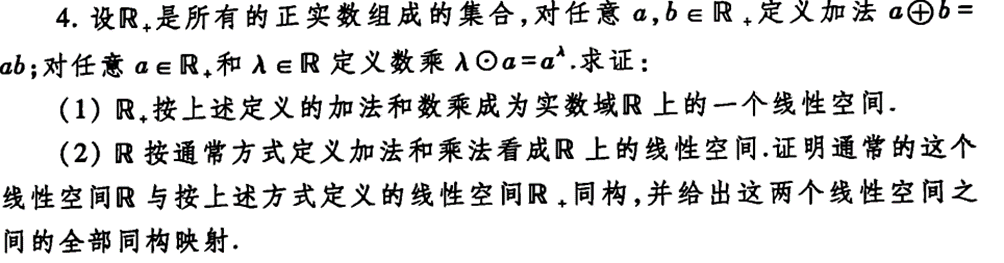 4. 设ℝ₊是所有的正实数组成的集合,对任意 a,b∈ℝ₊定义加法 a⊕b=
ab;对任意 a∈ℝ₊和 λ∈ℝ 定义数乘 λ⊙a=a^λ.求证:
(1) ℝ₊按上述定义的加法和数乘成为实数域ℝ 上的一个线性空间.
(2) ℝ 按通常方式定义加法和乘法看成ℝ 上的线性空间.证明通常的这个
线性空间ℝ 与按上述方式定义的线性空间ℝ₊同构,并给出这两个线性空间之
间的全部同构映射.